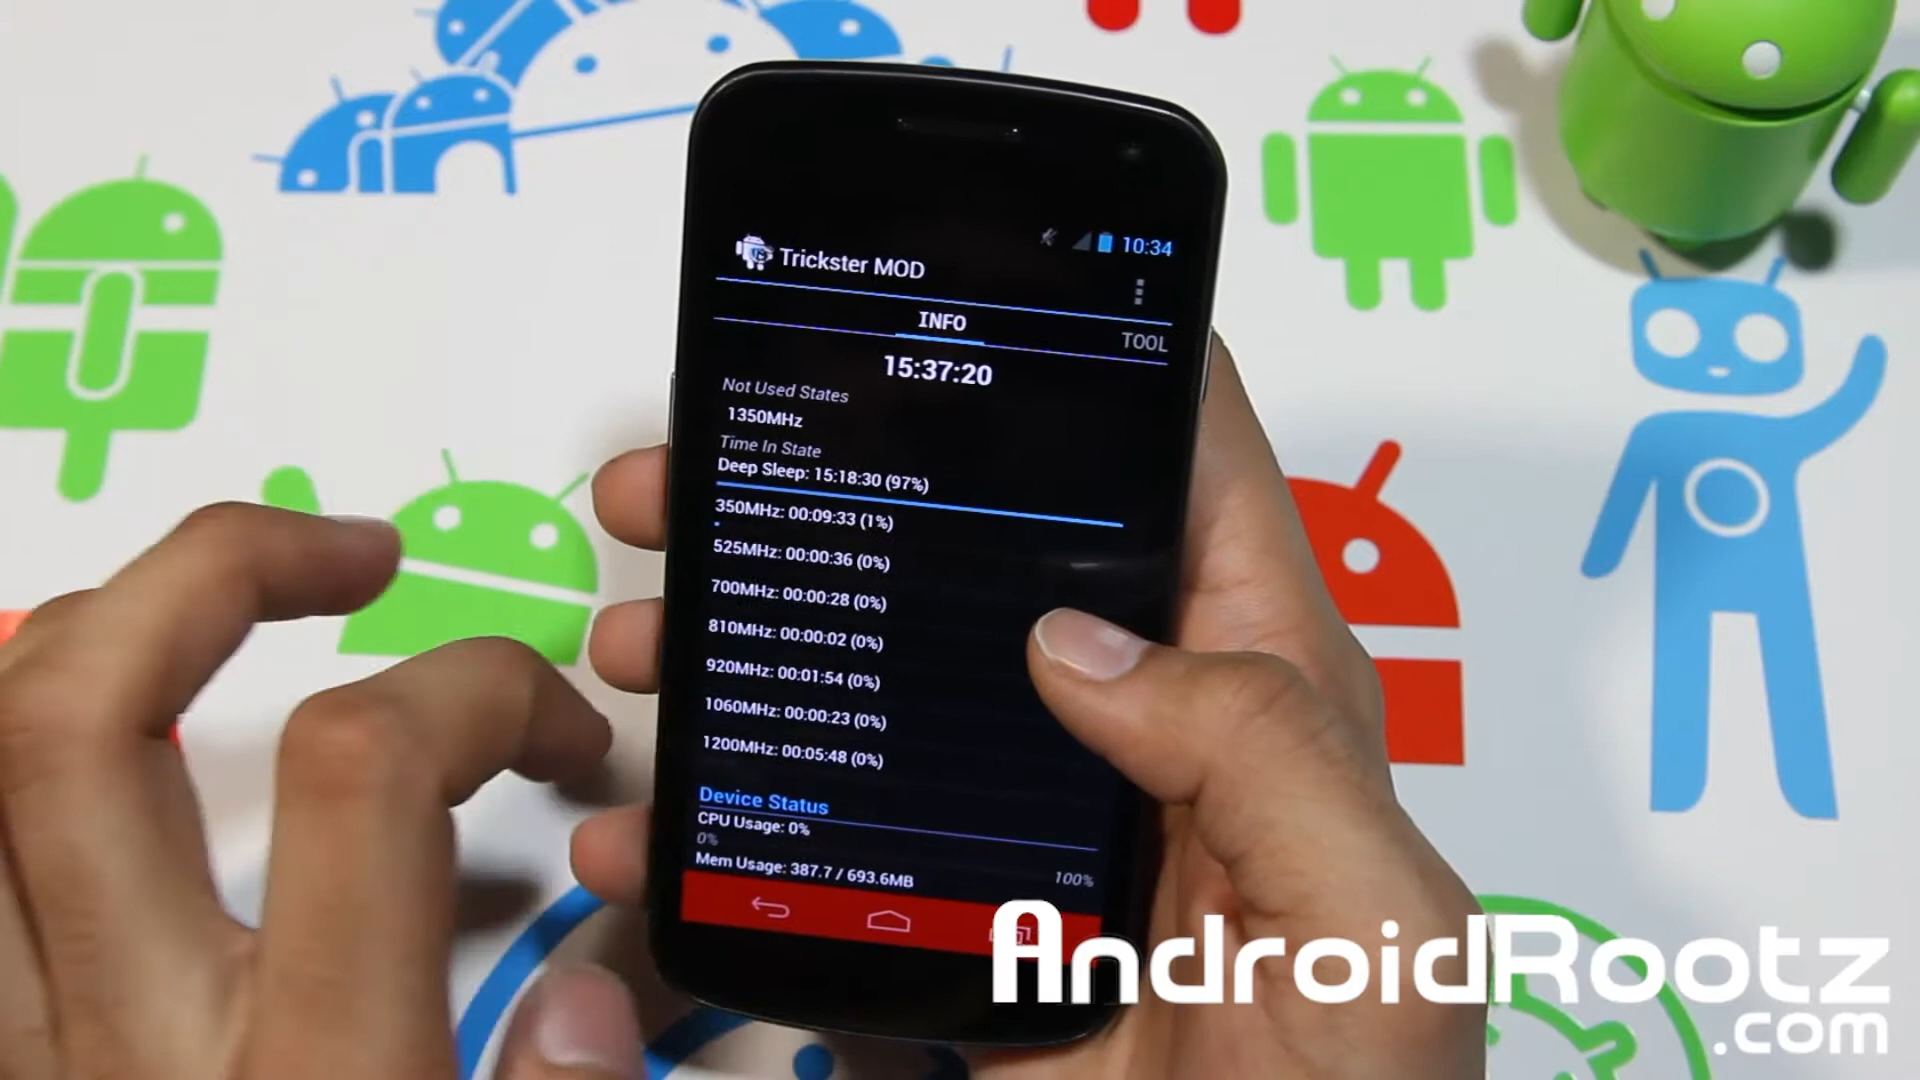 10:34
Trickster MOD
INFO
TOOL
15:37:20
Not Used States
1350MHz
Time In State
Deep Sleep: 15:18:30 (97%)
350MHz: 00:09:33 (1%)
525MHz: 00:00:36 (0%)
700MHz: 00:00:28 (0%)
810MHz: 00:00:02 (0%)
920MHz: 00:01:54 (0%)
1060MHz: 00:00:23 (0%)
1200MHz: 00:05:48 (0%)
Device Status
CPU Usage: 0%
0%
100%
Mem Usage: 387.7 / 693.6MB
AndroidRootz
.com